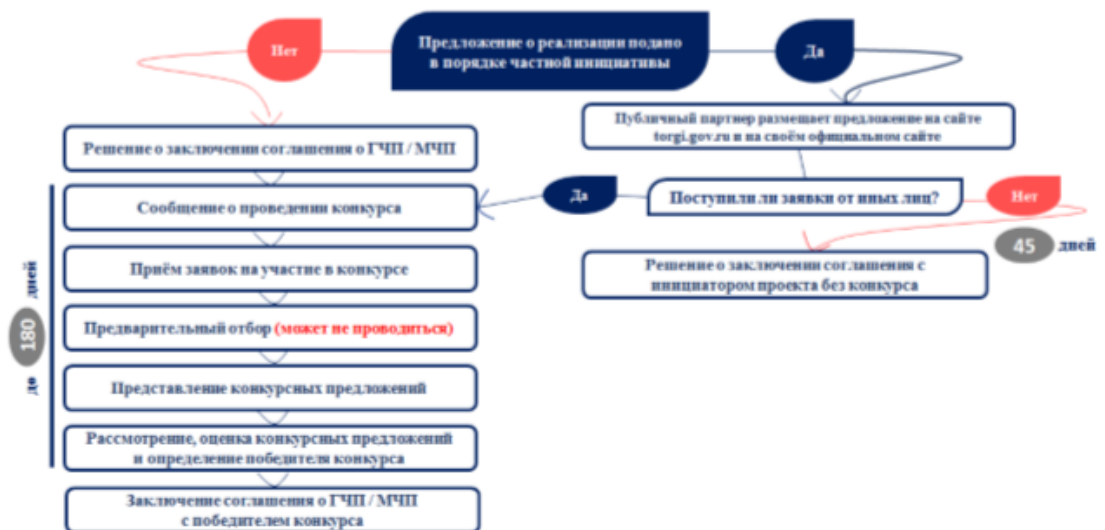 Нет
Предложение о реализации подано
в порядке частной инициативы
Да
Публичный партнер размещает предложение на сайте
torgi.gov.ru и на своём официальном сайте
Решение о заключении соглашения о ГЧП / МЧП
Поступили ли заявки от иных лиц?
Да
Нет
45 дней
Сообщение о проведении конкурса
Решение о заключении соглашения с
инициатором проекта без конкурса
Приём заявок на участие в конкурсе
до 180 дней
Предварительный отбор (может не проводиться)
Представление конкурсных предложений
Рассмотрение, оценка конкурсных предложений
и определение победителя конкурса
Заключение соглашения о ГЧП / МЧП
с победителем конкурса